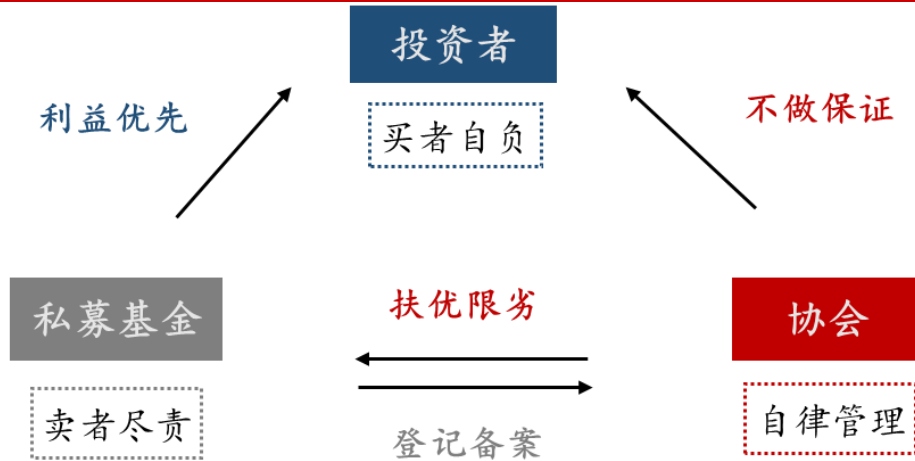 投资者
利益优先
买者自负
不做保证
私募基金
扶优限劣
协会
卖者尽责
登记备案
自律管理